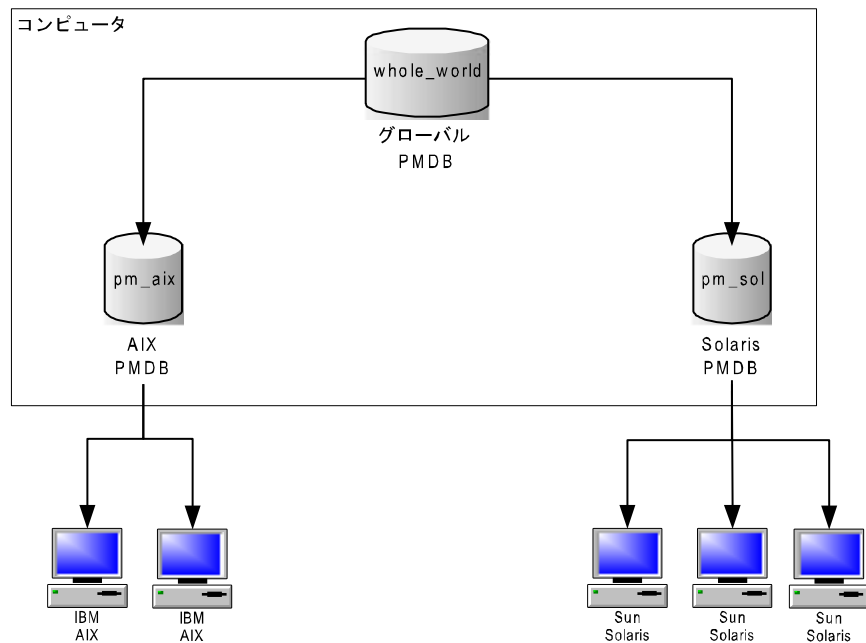 コンピュータ
whole_world
グローバル
PMDB
pm_aix
pm_sol
AIX
PMDB
Solaris
PMDB
IBM
AIX
IBM
AIX
Sun
Solaris
Sun
Solaris
Sun
Solaris